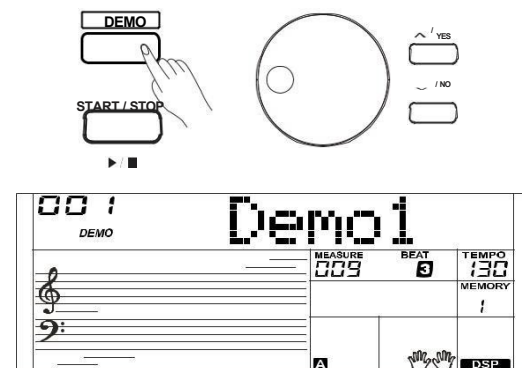 DEMO
/ YES
/ NO
START / STOP
/
001
DEMO
Demo1
MEASURE
BEAT
TEMPO
009
3
130
MEMORY
1
A
DSP